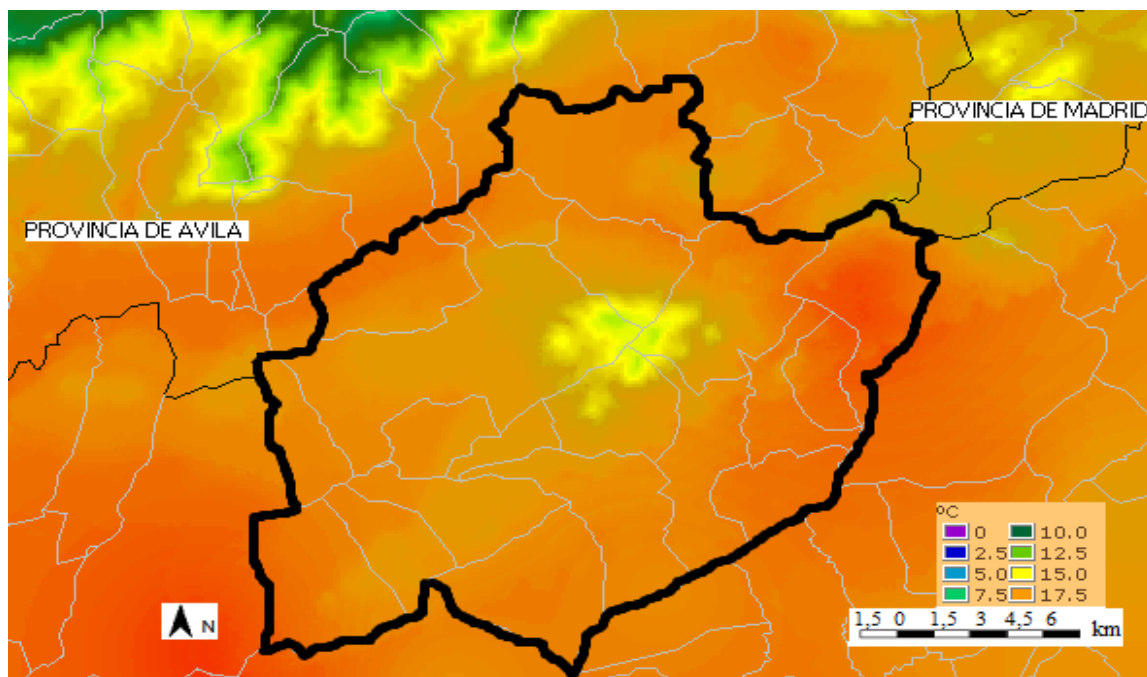 PROVINCIA DE MADRID
PROVINCIA DE AVILA
ºC
0 10.0
2.5 12.5
5.0 15.0
7.5 17.5
N
1,5 0 1,5 3 4,5 6 km